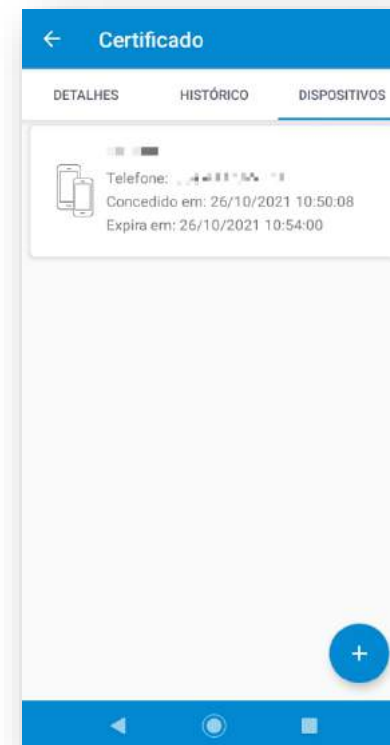 Certificado
DETALHES HISTÓRICO DISPOSITIVOS
Telefone:
Concedido em: 26/10/2021 10:50:08
Expira em: 26/10/2021 10:54:00